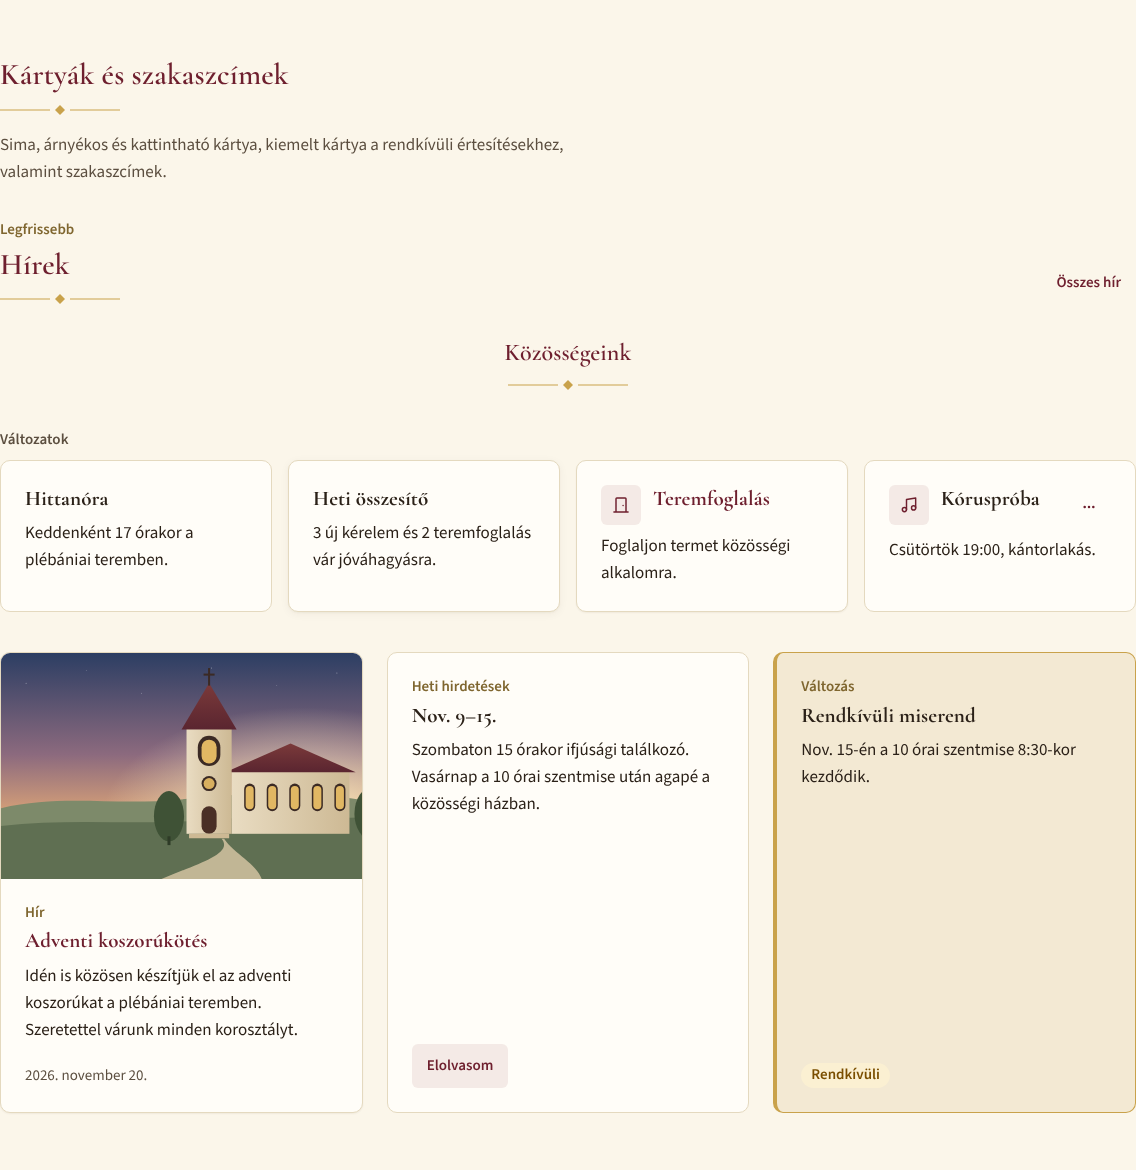 Kártyák és szakaszcímek
Sima, árnyékos és kattintható kártya, kiemelt kártya a rendkívüli értesítésekhez,
valamint szakaszcímek.
Legfrissebb
Hírek
Összes hír
Közösségeink
Változatok
Hittanóra
Keddenként 17 órakor a
plébániai teremben.
Heti összesítő
3 új kérelem és 2 teremfoglalás
vár jóváhagyásra.
Teremfoglalás
Foglaljon termet közösségi
alkalomra.
Kóruspróba
...
Csütörtök 19:00, kántorlakás.
Hír
Adventi koszorúkötés
Idén is közösen készítjük el az adventi
koszorúkat a plébániai teremben.
Szeretettel várunk minden korosztályt.
2026. november 20.
Heti hirdetések
Nov. 9–15.
Szombaton 15 órakor ifjúsági találkozó.
Vasárnap a 10 órai szentmise után agapé a
közösségi házban.
Elolvasom
Változás
Rendkívüli miserend
Nov. 15-én a 10 órai szentmise 8:30-kor
kezdődik.
Rendkívüli